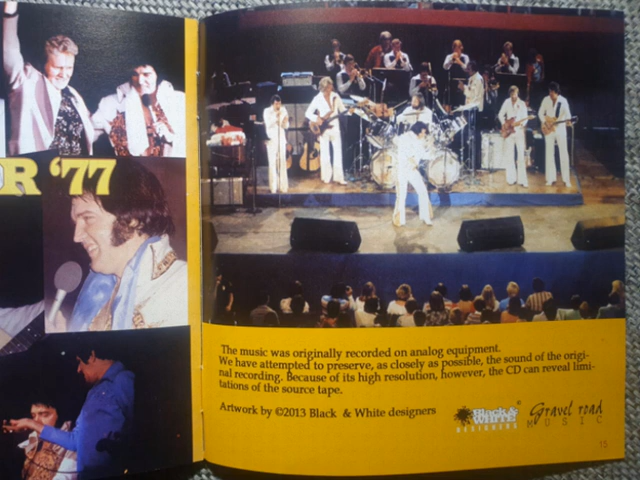 R '77
The music was originally recorded on analog equipment.
We have attempted to preserve, as closely as possible, the sound of the origi-
nal recording. Because of its high resolution, however, the CD can reveal limi-
tations of the source tape.
Artwork by ©2013 Black & White designers
Black &
WHITE
DESIGNERS
Gravel road
MUSIC
15